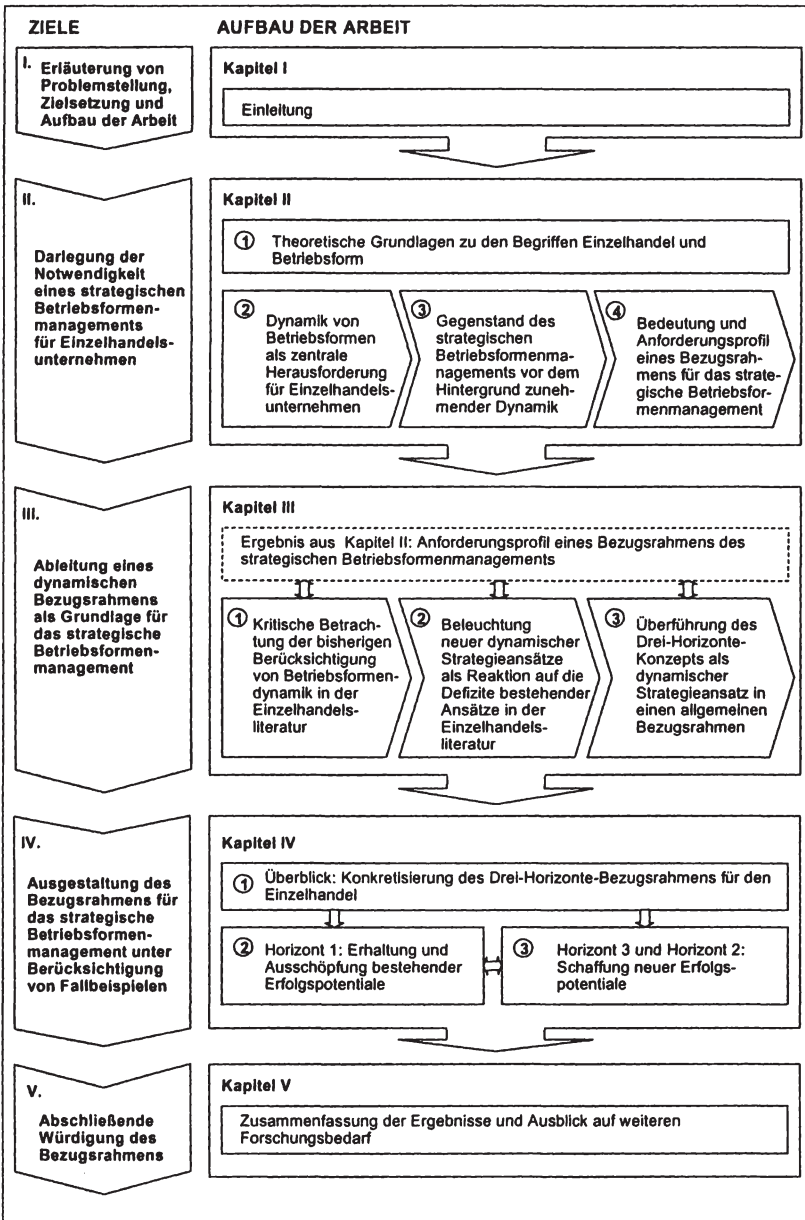 ZIELE
AUFBAU DER ARBEIT
I. Erläuterung von
Problemstellung,
Zielsetzung und
Aufbau der Arbeit
Kapitel I
Einleitung
II.
Darlegung der
Notwendigkeit
eines strategischen
Betriebsformen-
managements
für Einzelhandels-
unternehmen
Kapitel II
① Theoretische Grundlagen zu den Begriffen Einzelhandel und
Betriebsform
② Dynamik von
Betriebsformen
als zentrale
Herausforderung
für Einzelhandels-
unternehmen
③ Gegenstand des
strategischen
Betriebsformenma-
nagements vor dem
Hintergrund zuneh-
mender Dynamik
④ Bedeutung und
Anforderungsprofil
eines Bezugsrah-
mens für das strate-
gische Betriebsfor-
menmanagement
III.
Ableitung eines
dynamischen
Bezugsrahmens
als Grundlage für
das strategische
Betriebsformen-
management
Kapitel III
Ergebnis aus Kapitel II: Anforderungsprofil eines Bezugsrahmens des
strategischen Betriebsformenmanagements
① Kritische Betrach-
tung der bisherigen
Berücksichtigung
von Betriebsformen-
dynamik in der
Einzelhandels-
literatur
② Beleuchtung
neuer dynamischer
Strategieansätze
als Reaktion auf die
Defizite bestehender
Ansätze in der
Einzelhandels-
literatur
③ Überführung des
Drei-Horizonte-
Konzepts als
dynamischer
Strategieansatz in
einen allgemeinen
Bezugsrahmen
IV.
Ausgestaltung des
Bezugsrahmens für
das strategische
Betriebsformen-
management unter
Berücksichtigung
von Fallbeispielen
Kapitel IV
① Überblick: Konkretisierung des Drei-Horizonte-Bezugsrahmens für den
Einzelhandel
② Horizont 1: Erhaltung und
Ausschöpfung bestehender
Erfolgspotentiale
③ Horizont 3 und Horizont 2:
Schaffung neuer Erfolgs-
potentiale
V.
Abschließende
Würdigung des
Bezugsrahmens
Kapitel V
Zusammenfassung der Ergebnisse und Ausblick auf weiteren
Forschungsbedarf